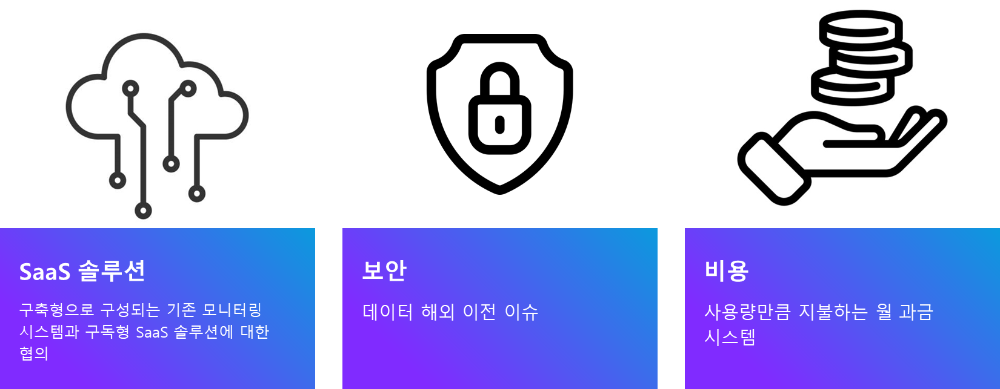 SaaS 솔루션
구축형으로 구성되는 기존 모니터링
시스템과 구독형 SaaS 솔루션에 대한
협의
보안
데이터 해외 이전 이슈
비용
사용량만큼 지불하는 월 과금
시스템